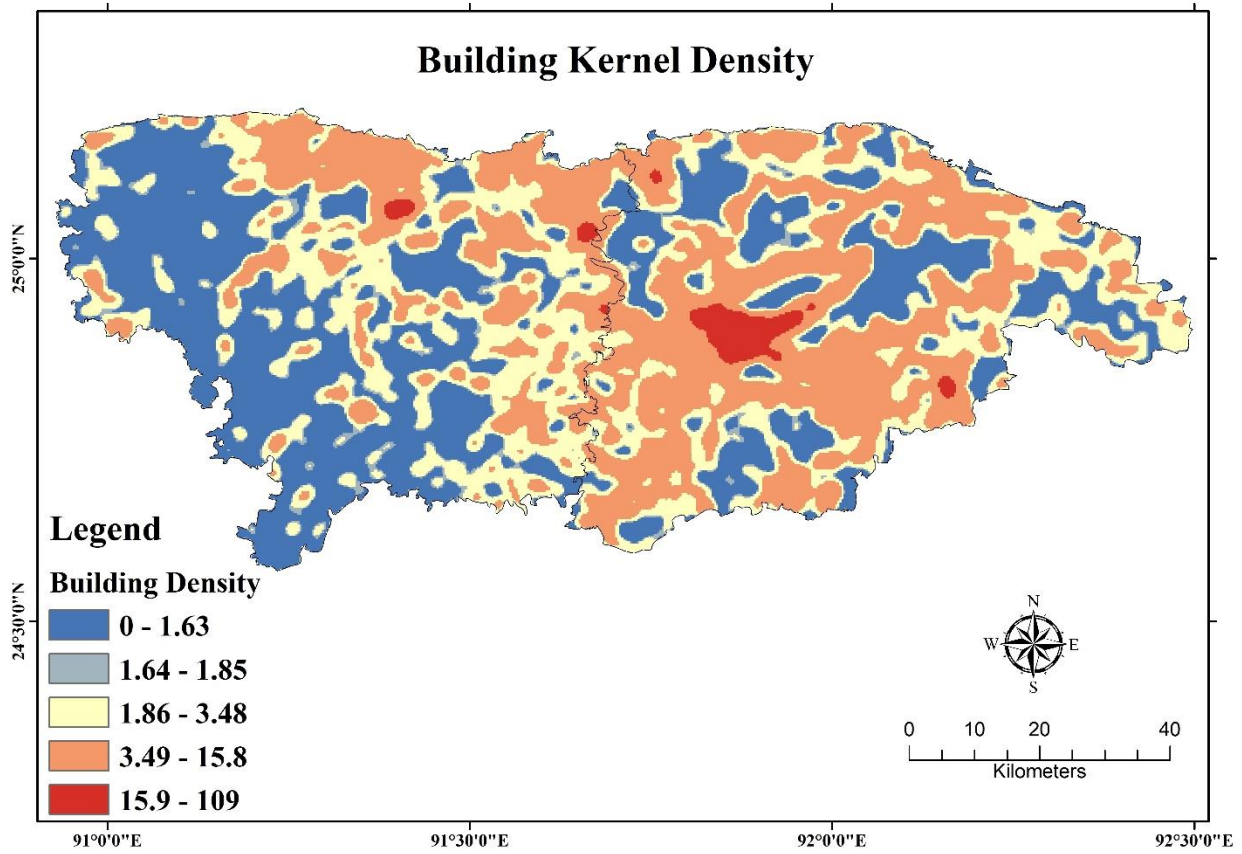 Building Kernel Density
25°0'0"N
24°30'0"N
Legend
Building Density
0 - 1.63
1.64 - 1.85
1.86 - 3.48
3.49 - 15.8
15.9 - 109
N
W E
S
0 10 20 40
Kilometers
91°0'0"E 91°30'0"E 92°0'0"E 92°30'0"E